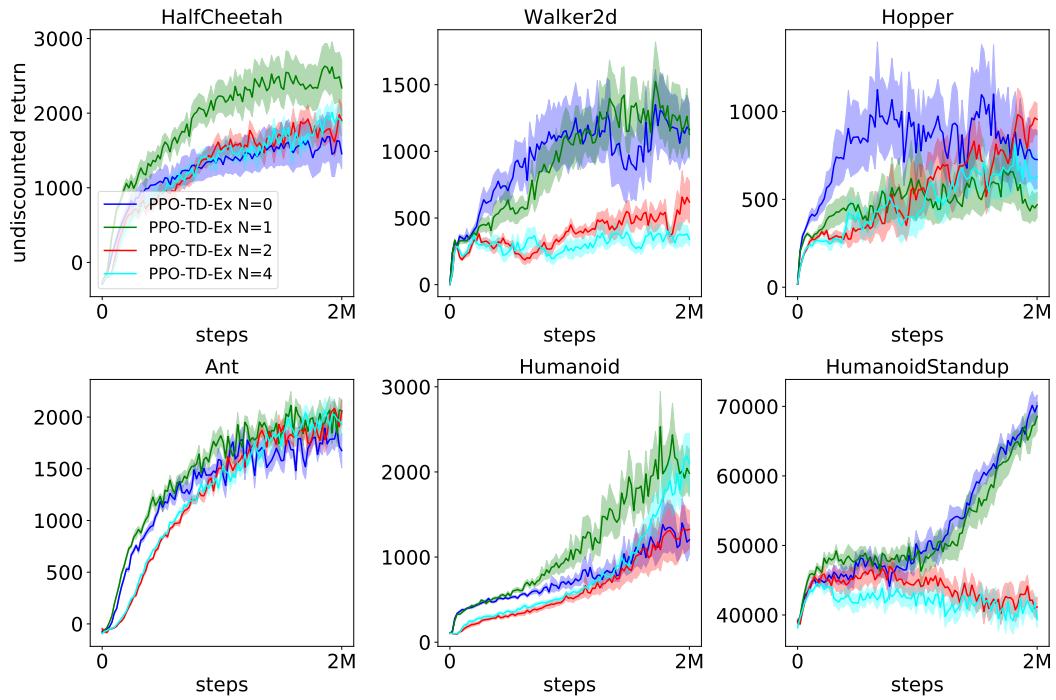 HalfCheetah
Walker2d
Hopper
undiscounted return
3000
2000
1000
0
PPO-TD-Ex N=0
PPO-TD-Ex N=1
PPO-TD-Ex N=2
PPO-TD-Ex N=4
0
2M
steps
1500
1000
500
0
0
2M
steps
1000
500
0
0
2M
steps
Ant
Humanoid
HumanoidStandup
2000
1500
1000
500
0
0
2M
steps
3000
2000
1000
0
0
2M
steps
70000
60000
50000
40000
0
2M
steps